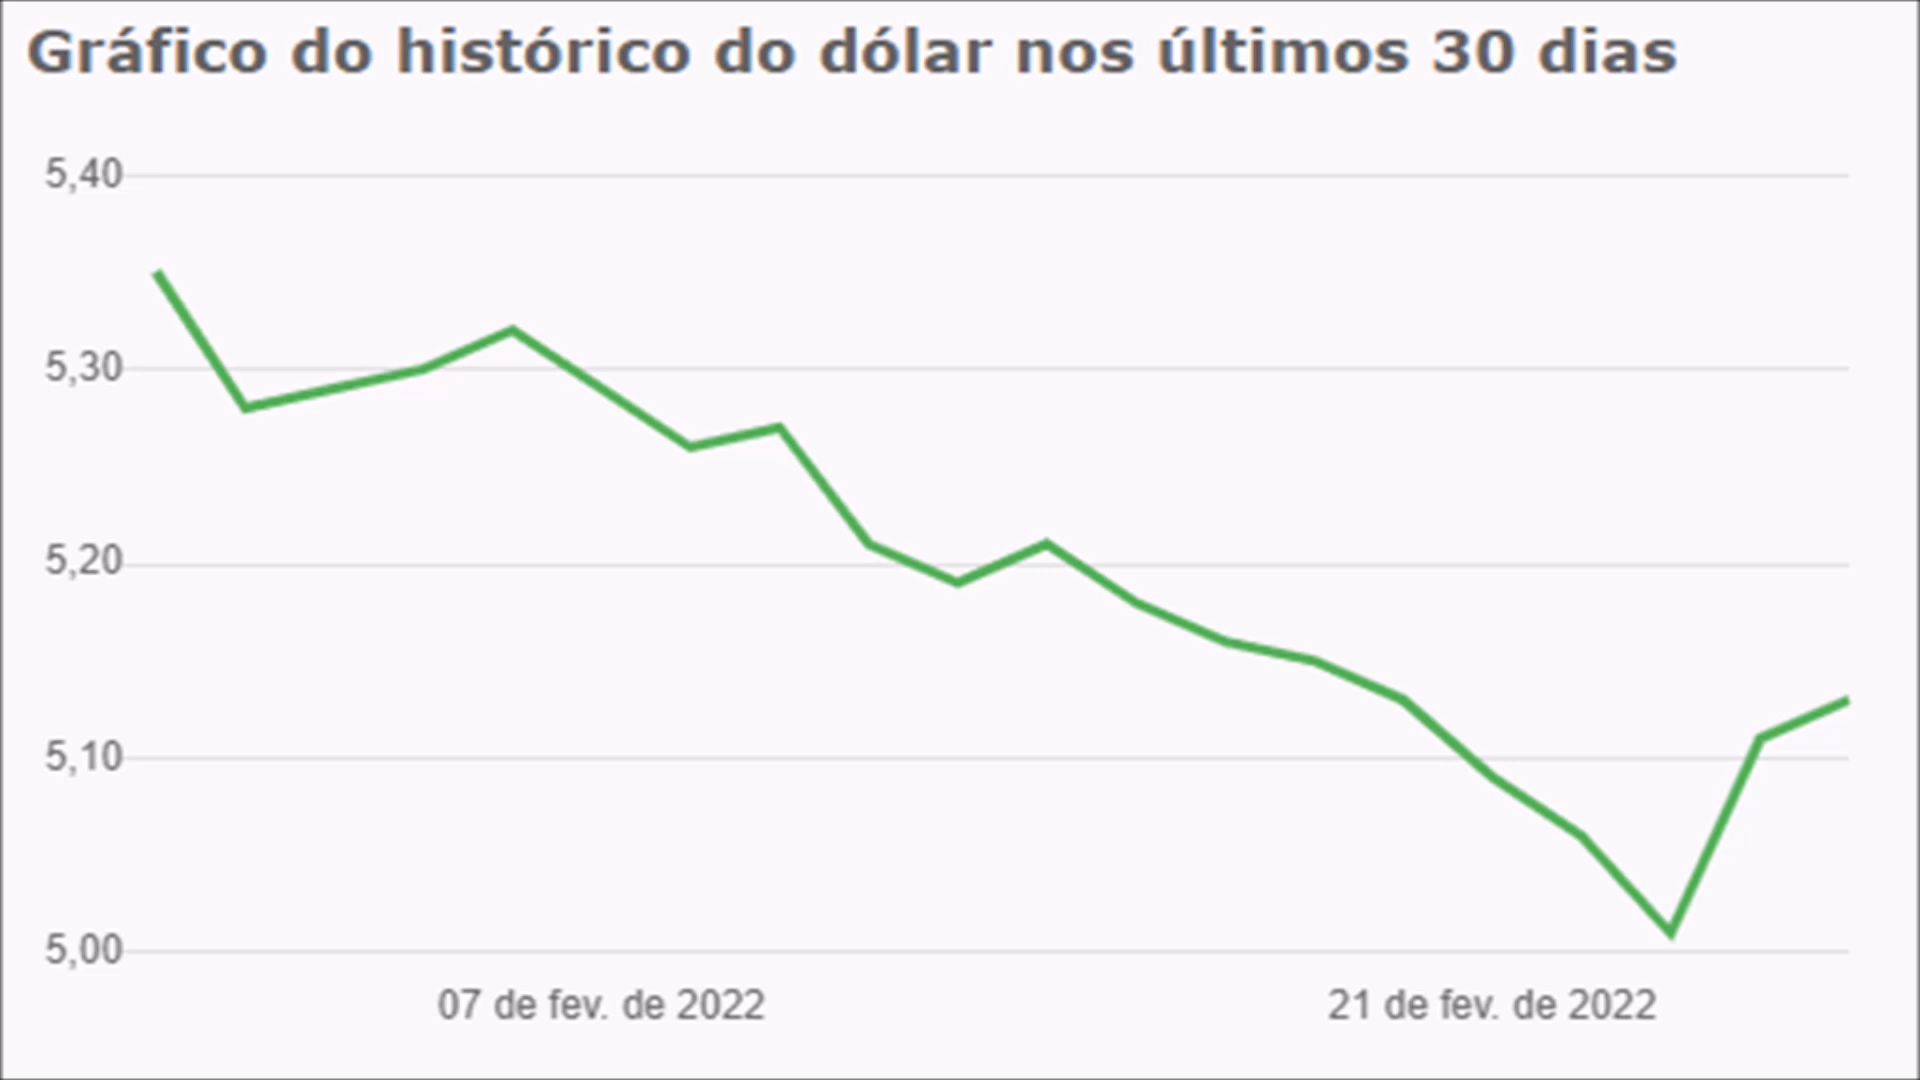 Gráfico do histórico do dólar nos últimos 30 dias
5,40
5,30
5,20
5,10
5,00
07 de fev. de 2022
21 de fev. de 2022